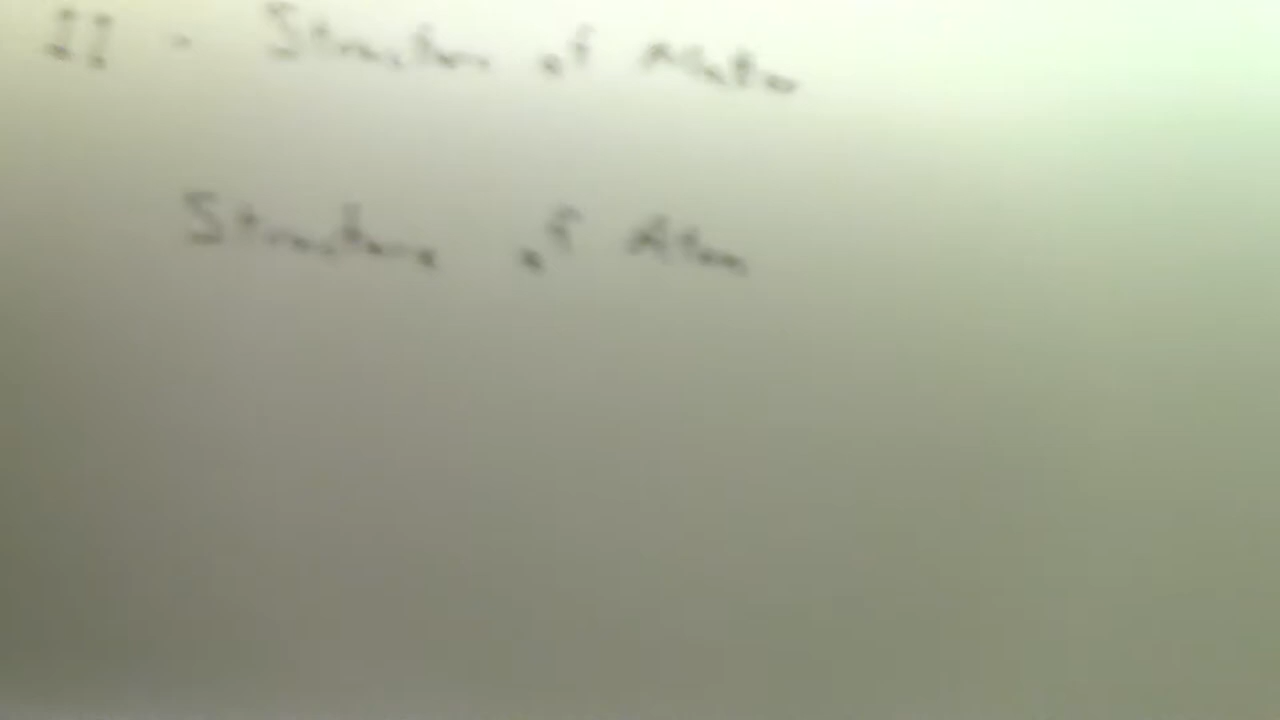 II - Structure of Matter
Structure of Atom